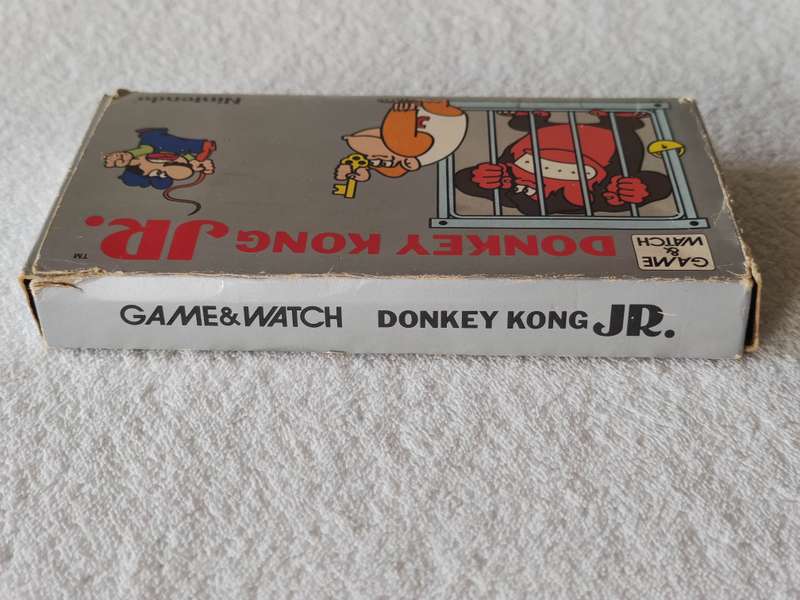 Nintendo
DONKEY KONG JR.™
GAME
&
WATCH
GAME&WATCH DONKEY KONG JR.